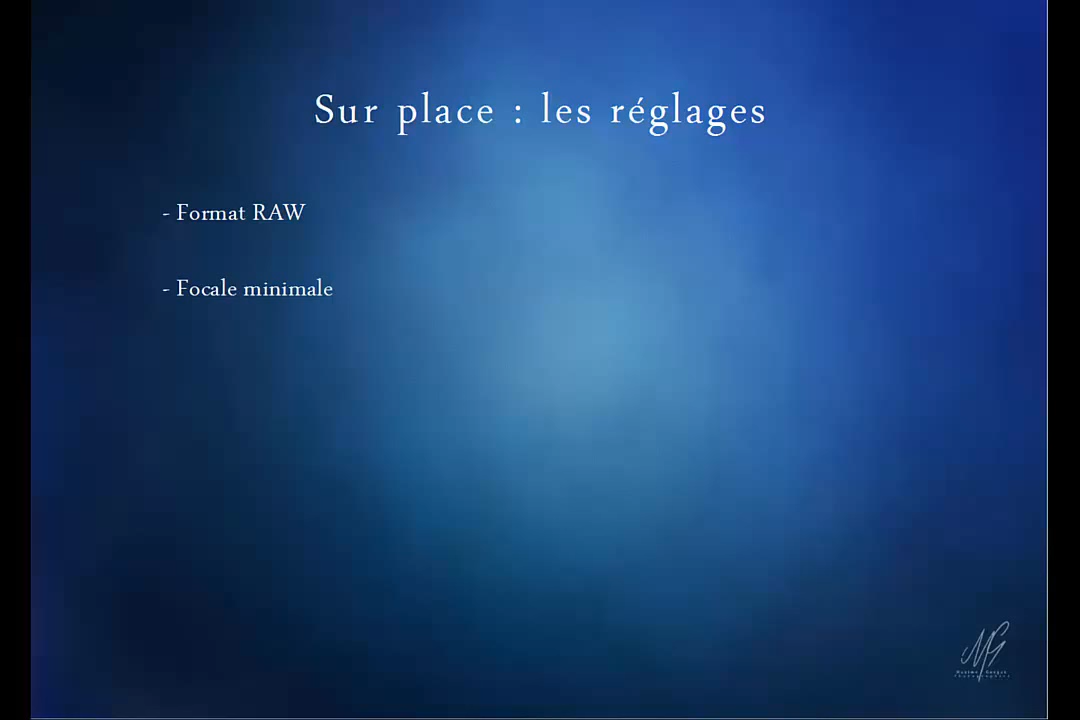 Sur place : les réglages
- Format RAW
- Focale minimale